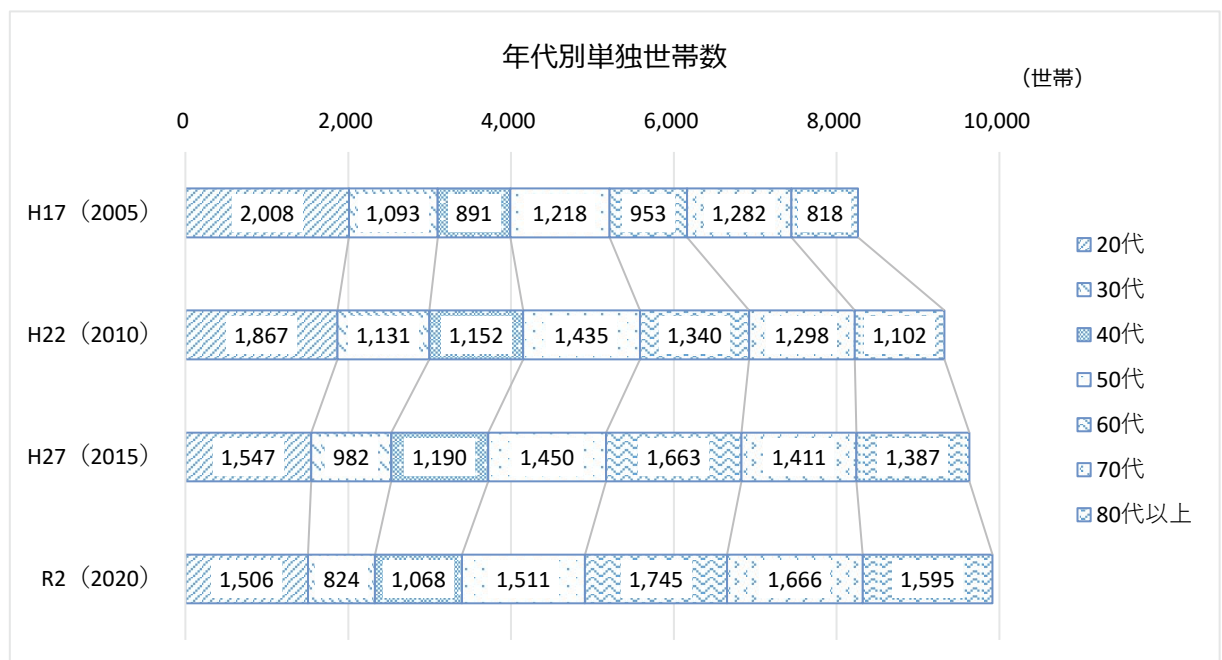 年代別単独世帯数
（世帯）
0 2,000 4,000 6,000 8,000 10,000
H17（2005） 2,008 1,093 891 1,218 953 1,282 818
H22（2010） 1,867 1,131 1,152 1,435 1,340 1,298 1,102
H27（2015） 1,547 982 1,190 1,450 1,663 1,411 1,387
R2（2020） 1,506 824 1,068 1,511 1,745 1,666 1,595
20代
30代
40代
50代
60代
70代
80代以上